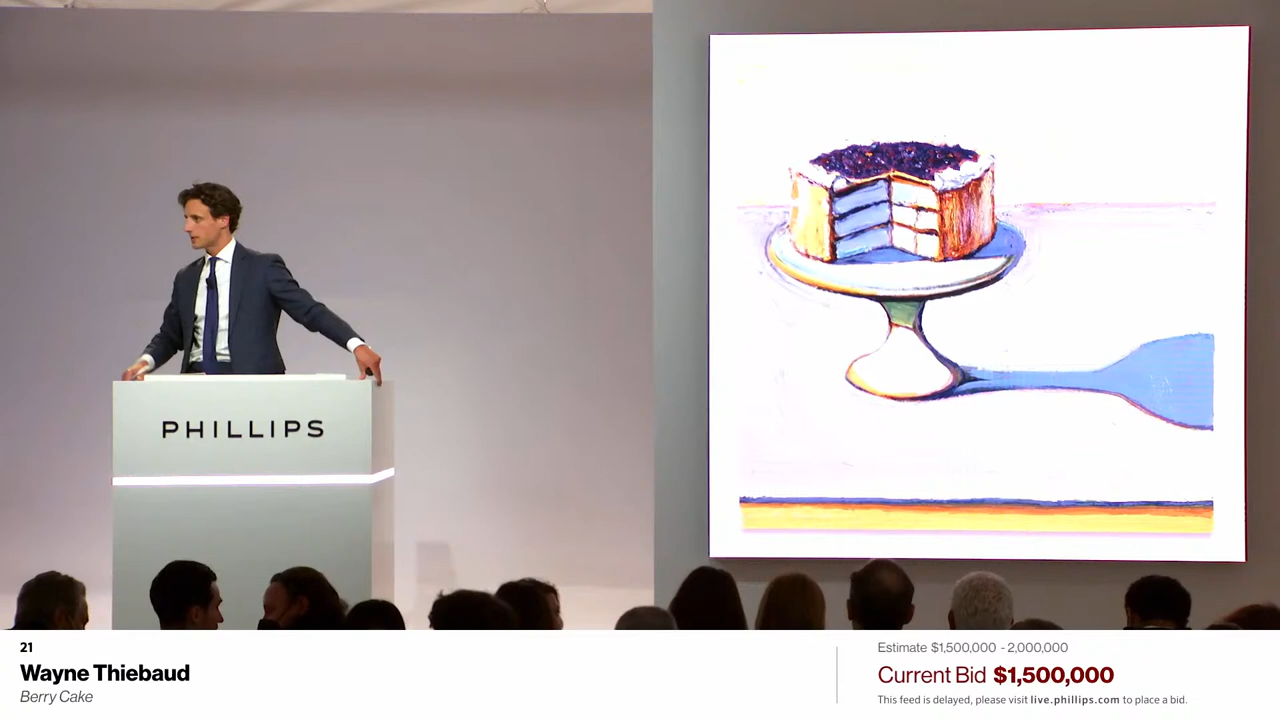 PHILLIPS
21
Wayne Thiebaud
Berry Cake
Estimate $1,500,000 - 2,000,000
Current Bid $1,500,000
This feed is delayed, please visit live.phillips.com to place a bid.